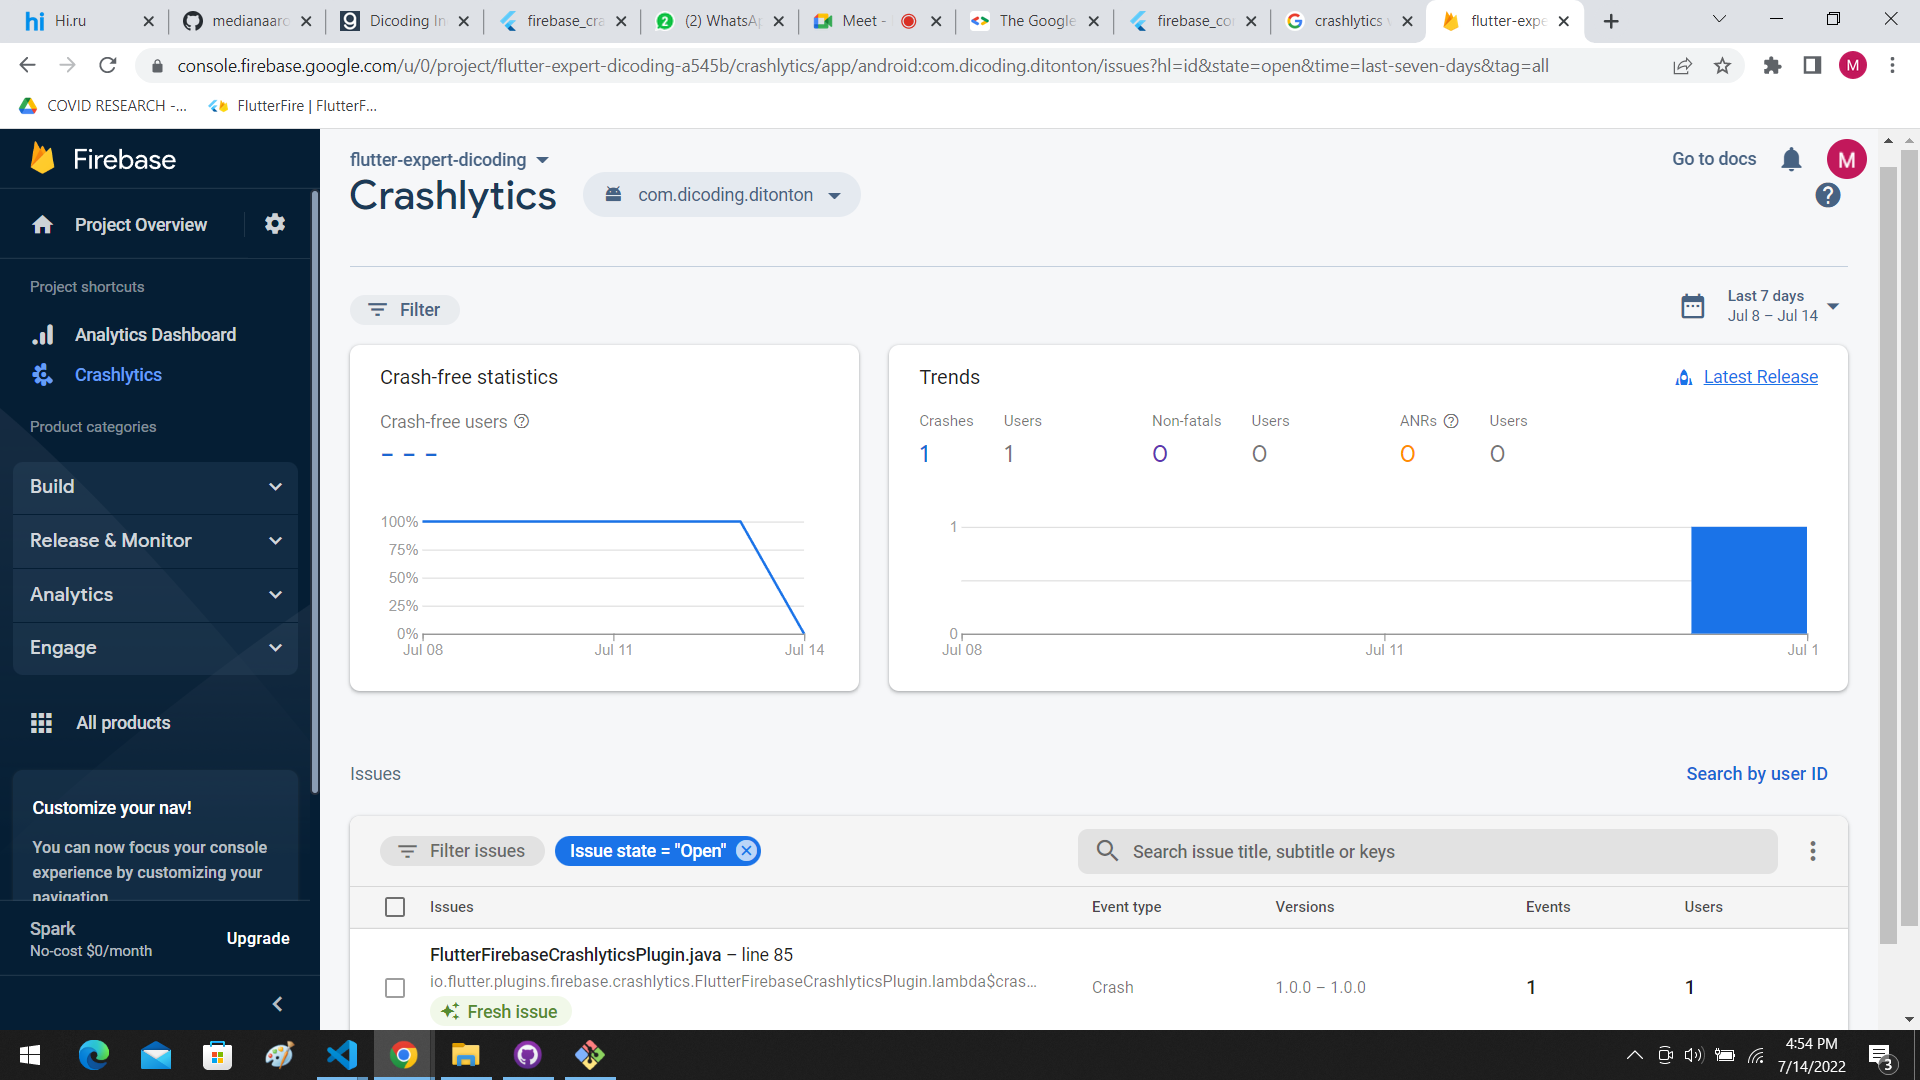 Hi.ru
medianaarc
Dicoding In
firebase_cra
(2) WhatsAp
Meet -
The Google
firebase_cor
crashlytics
flutter-expe
console.firebase.google.com/u/0/project/flutter-expert-dicoding-a545b/crashlytics/app/android:com.dicoding.ditonton/issues?hl=id&state=open&time=last-seven-days&tag=all
M
COVID RESEARCH -...
FlutterFire | FlutterF...
Firebase
Project Overview
Project shortcuts
Analytics Dashboard
Crashlytics
Product categories
Build
Release & Monitor
Analytics
Engage
All products
Customize your nav!
You can now focus your console
experience by customizing your
navigation
Spark
No-cost $0/month
Upgrade
flutter-expert-dicoding
Go to docs
M
Crashlytics
com.dicoding.ditonton
Filter
Last 7 days
Jul 8 – Jul 14
Crash-free statistics
Crash-free users
– – –
100%
75%
50%
25%
0%
Jul 08
Jul 11
Jul 14
Trends
Latest Release
Crashes Users Non-fatals Users ANRs Users
1 1 0 0 0 0
1
0
Jul 08
Jul 11
Jul 1
Issues
Search by user ID
Filter issues
Issue state = "Open"
Search issue title, subtitle or keys
Issues Event type Versions Events Users
FlutterFirebaseCrashlyticsPlugin.java – line 85
io.flutter.plugins.firebase.crashlytics.FlutterFirebaseCrashlyticsPlugin.lambda$cras...
Fresh issue
Crash
1.0.0 – 1.0.0
1
1
4:54 PM
7/14/2022
3